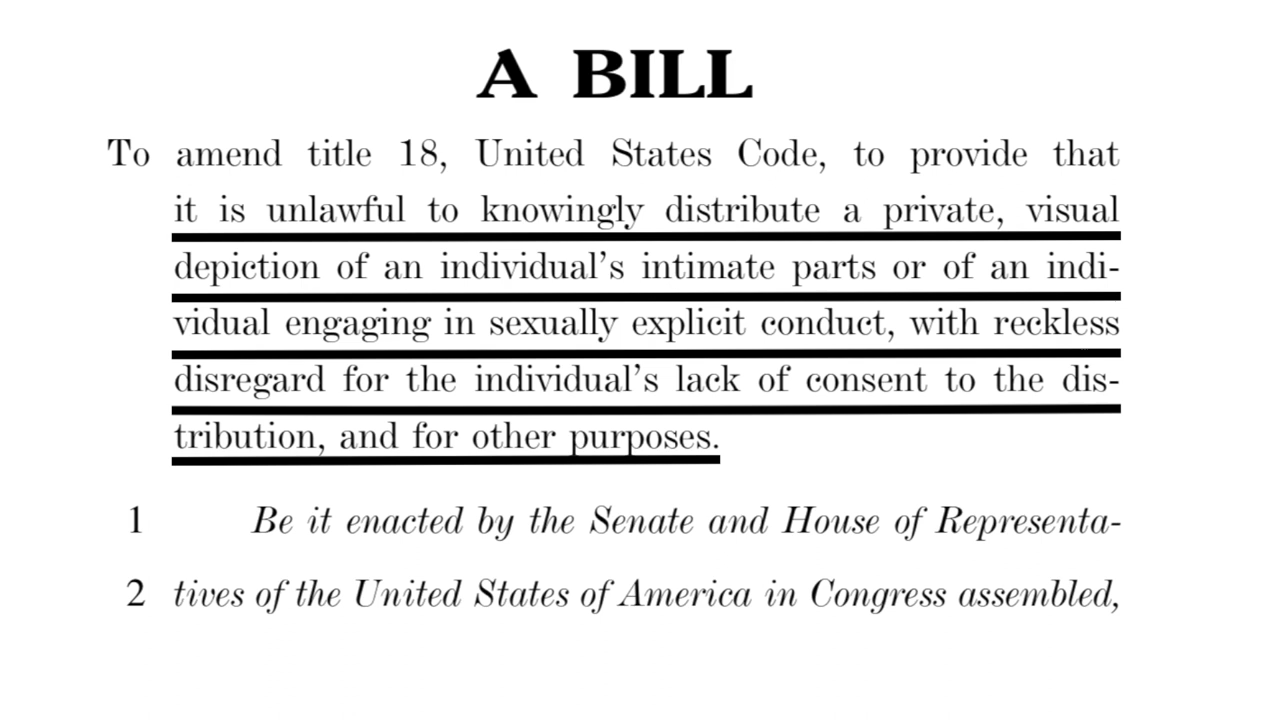 A BILL
To amend title 18, United States Code, to provide that
it is unlawful to knowingly distribute a private, visual
depiction of an individual's intimate parts or of an indi-
vidual engaging in sexually explicit conduct, with reckless
disregard for the individual's lack of consent to the dis-
tribution, and for other purposes.
1 Be it enacted by the Senate and House of Representa-
2 tives of the United States of America in Congress assembled,